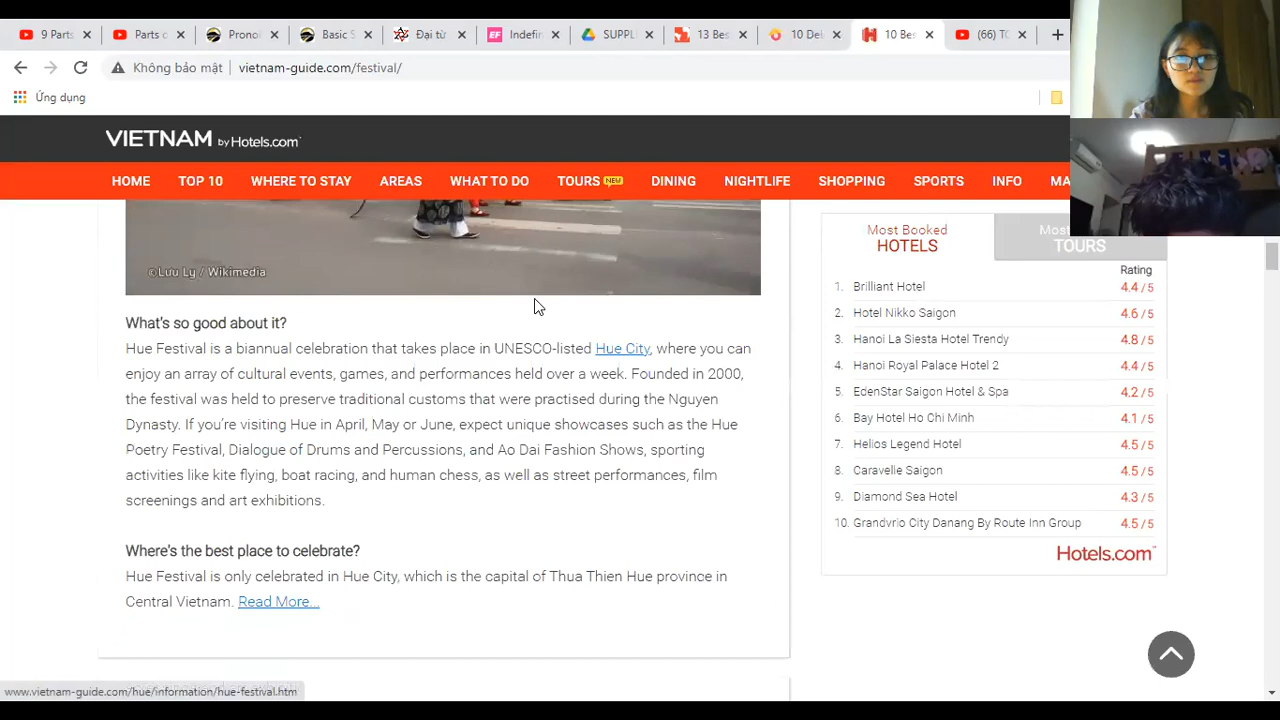 9 Parts
Parts o
Pronoi
Basic S
Đại từ
Indefin
SUPPL
13 Bes
10 Del
10 Bes
(66) TC
Không bảo mật
vietnam-guide.com/festival/
Ứng dụng
VIETNAM by Hotels.com
HOME TOP 10 WHERE TO STAY AREAS WHAT TO DO TOURS NEW DINING NIGHTLIFE SHOPPING SPORTS INFO MA
©Lưu Ly / Wikimedia
What's so good about it?
Hue Festival is a biannual celebration that takes place in UNESCO-listed Hue City, where you can
enjoy an array of cultural events, games, and performances held over a week. Founded in 2000,
the festival was held to preserve traditional customs that were practised during the Nguyen
Dynasty. If you're visiting Hue in April, May or June, expect unique showcases such as the Hue
Poetry Festival, Dialogue of Drums and Percussions, and Ao Dai Fashion Shows, sporting
activities like kite flying, boat racing, and human chess, as well as street performances, film
screenings and art exhibitions.
Where's the best place to celebrate?
Hue Festival is only celebrated in Hue City, which is the capital of Thua Thien Hue province in
Central Vietnam. Read More...
Most Booked
HOTELS
Most
TOURS
Rating
1. Brilliant Hotel 4.4 / 5
2. Hotel Nikko Saigon 4.6 / 5
3. Hanoi La Siesta Hotel Trendy 4.8 / 5
4. Hanoi Royal Palace Hotel 2 4.4 / 5
5. EdenStar Saigon Hotel & Spa 4.2 / 5
6. Bay Hotel Ho Chi Minh 4.1 / 5
7. Helios Legend Hotel 4.5 / 5
8. Caravelle Saigon 4.5 / 5
9. Diamond Sea Hotel 4.3 / 5
10. Grandvrio City Danang By Route Inn Group 4.5 / 5
Hotels.com™
www.vietnam-guide.com/hue/information/hue-festival.htm